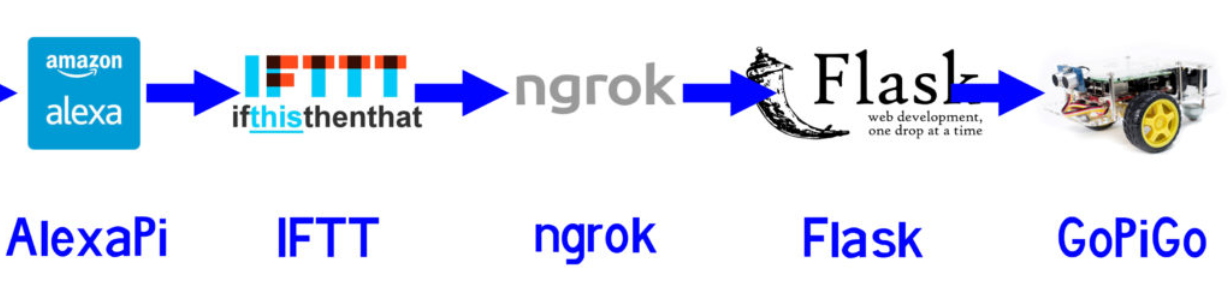 amazon
alexa
IFTTT
ifthisthenthat
ngrok
Flask
web development,
one drop at a time
AlexaPi
IFTT
ngrok
Flask
GoPiGo